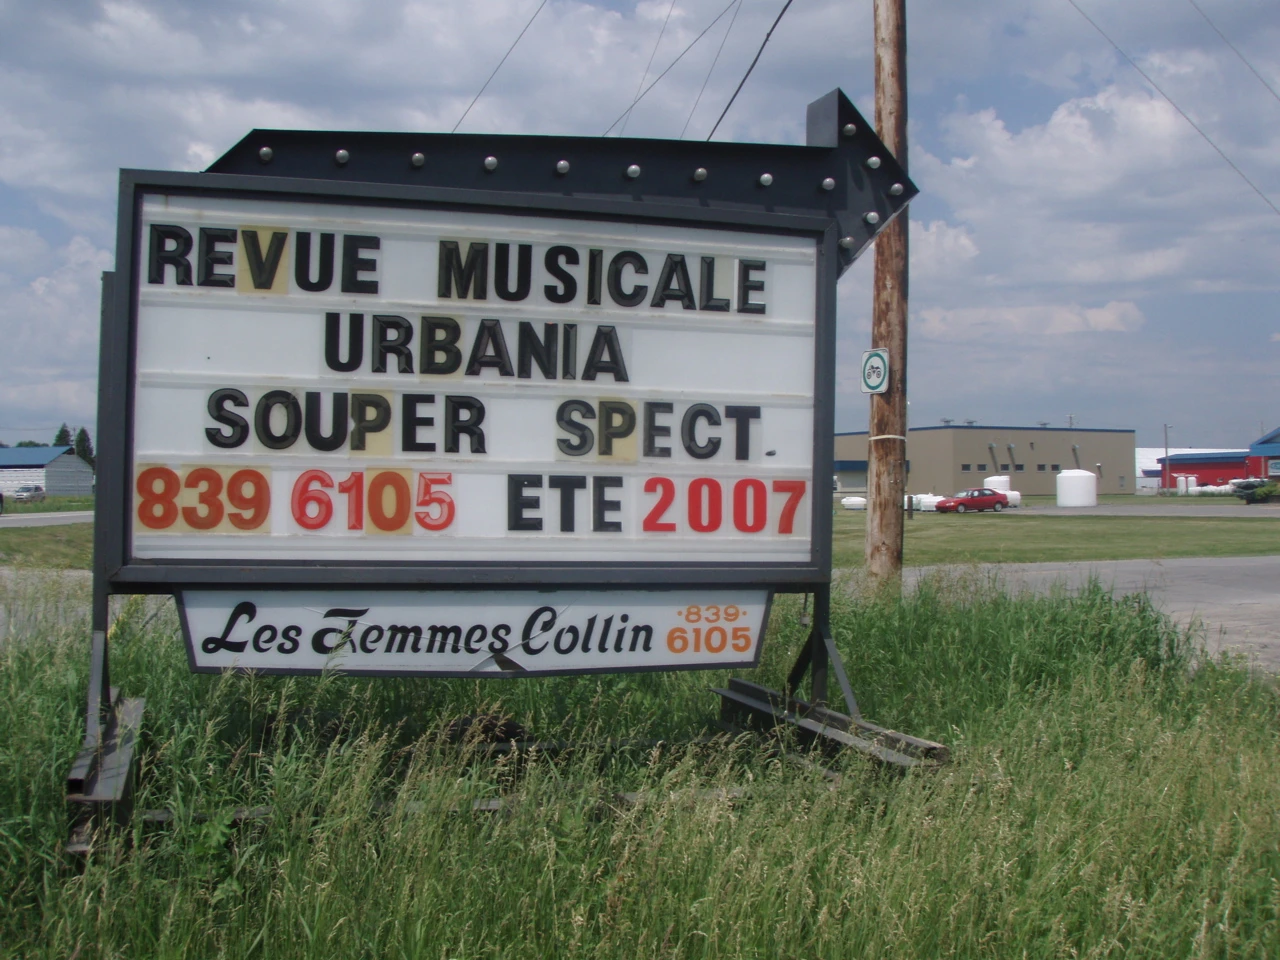 REVUE MUSICALE
URBANIA
SOUPER SPECT.
839 6105 ETE 2007
Les Femmes Collin ·839· 6105